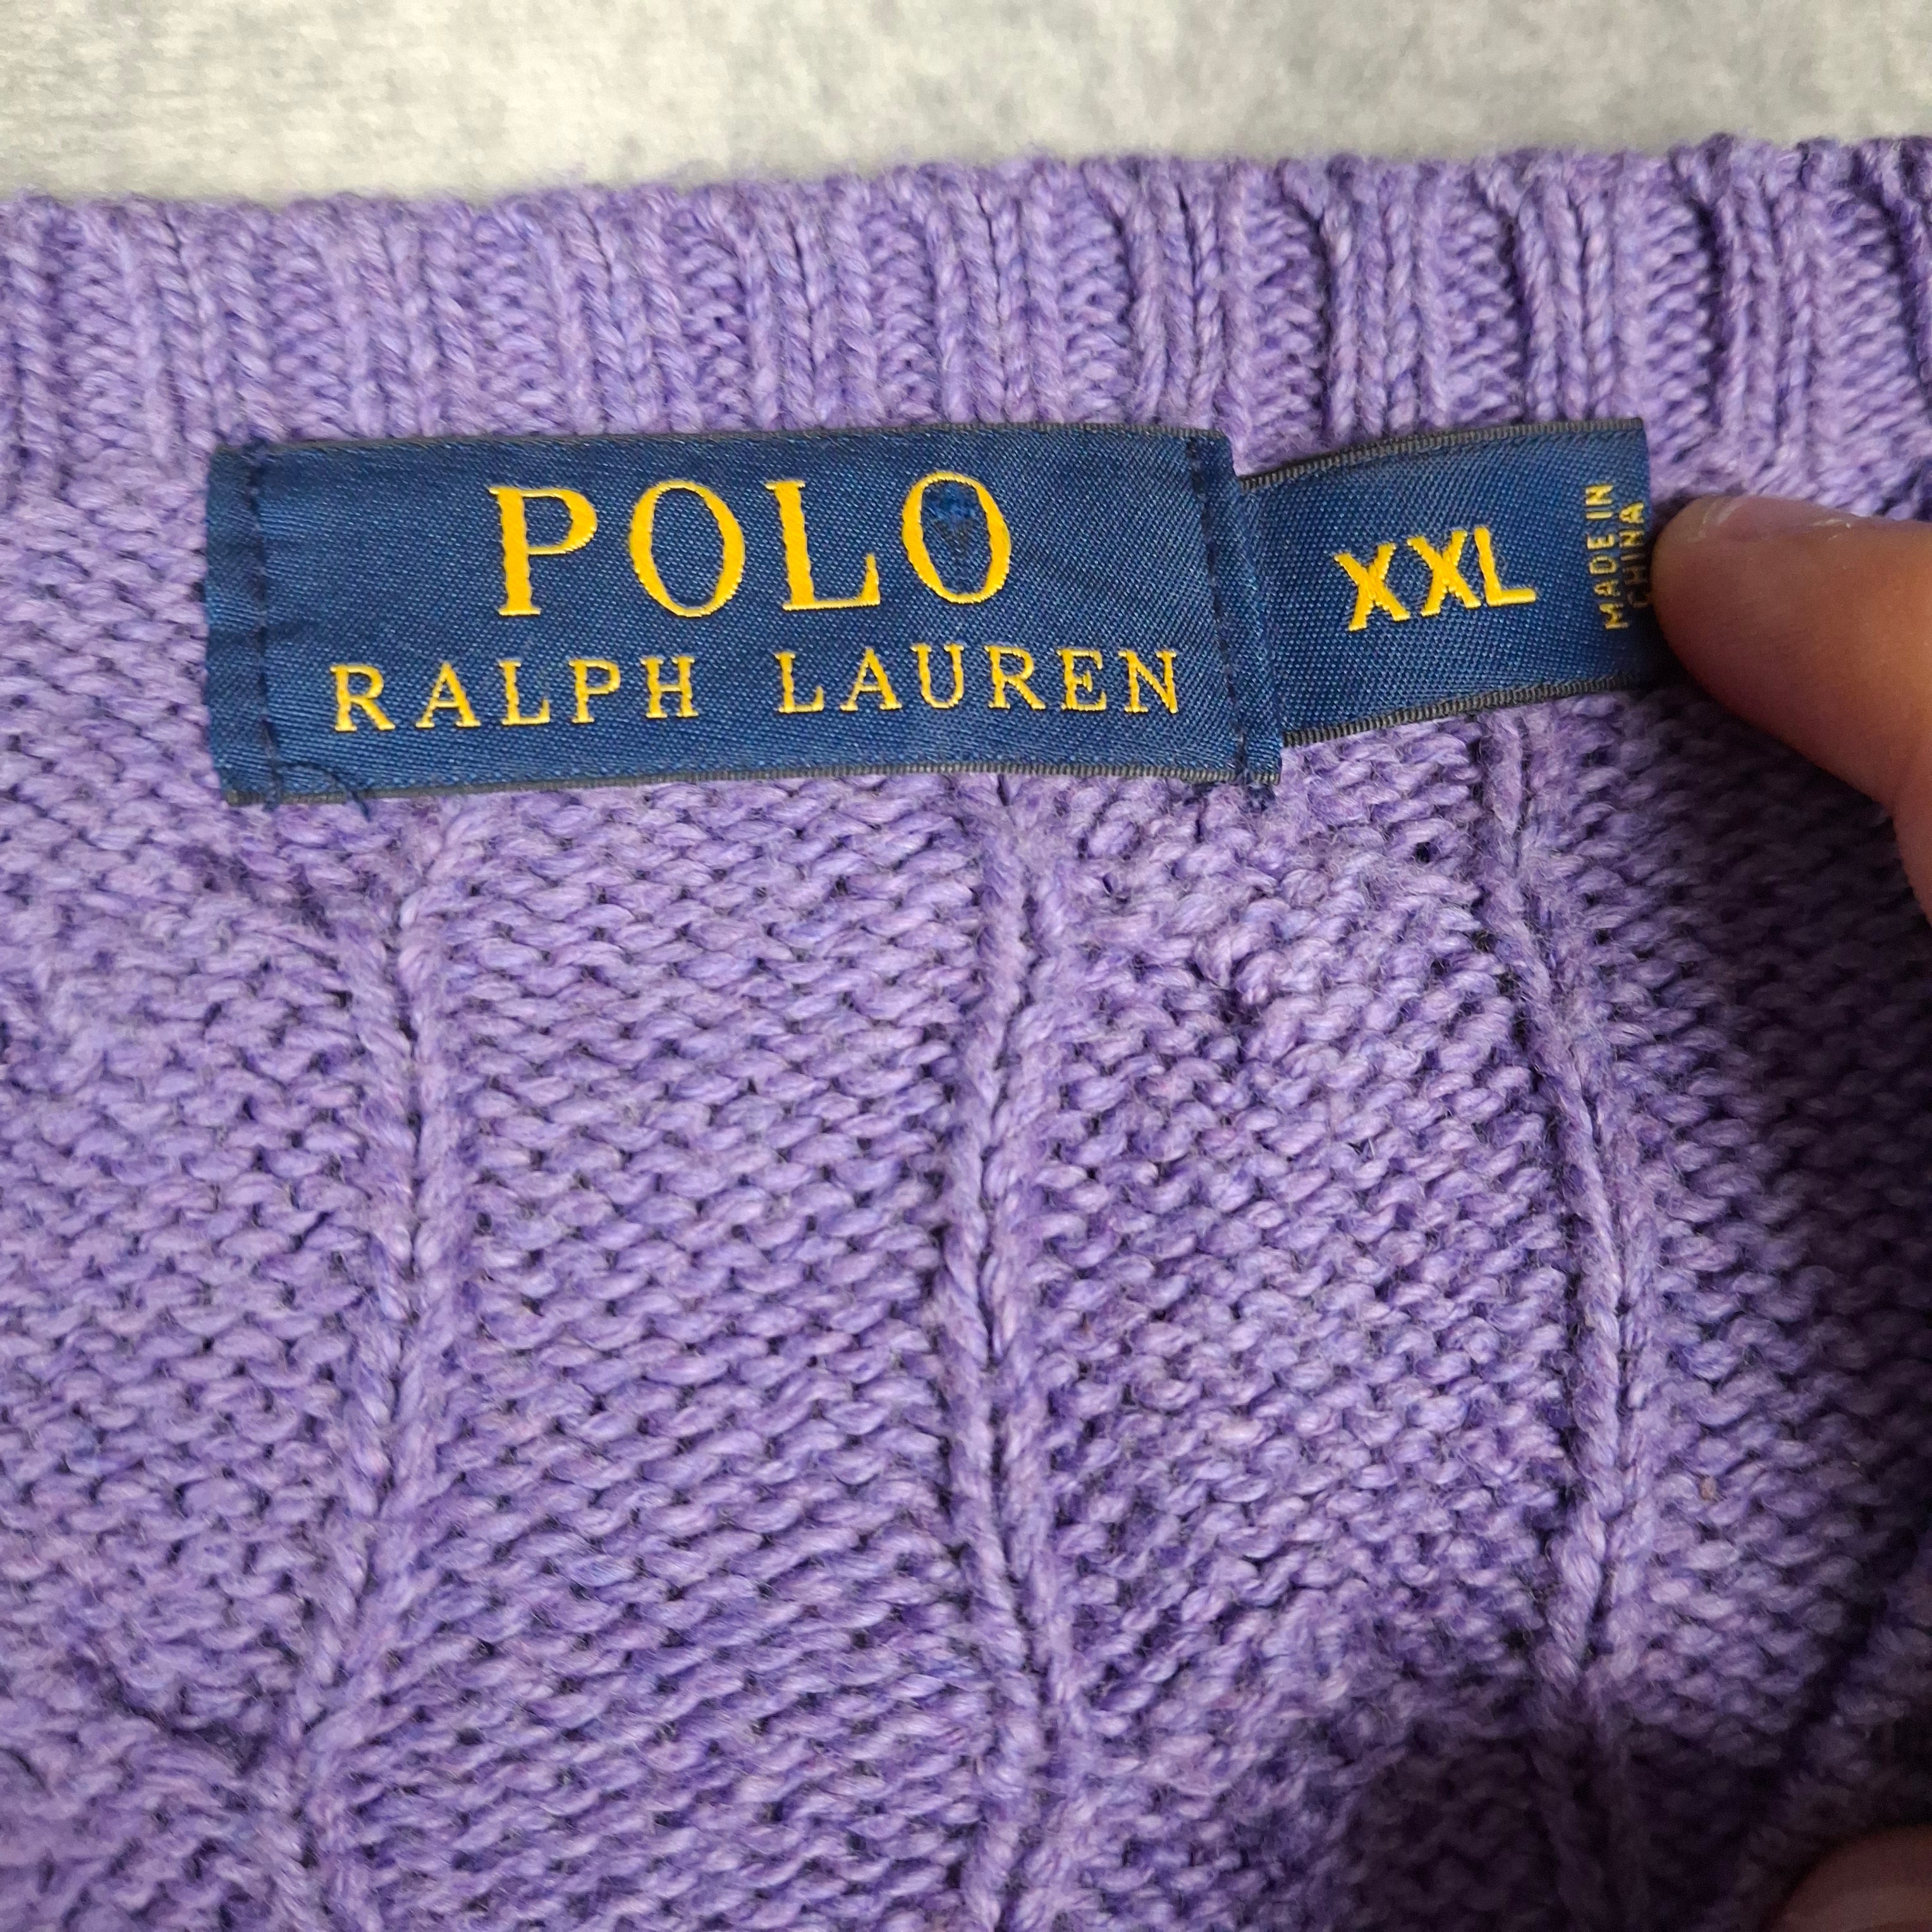 POLO
RALPH LAUREN
XXL
MADE IN
CHINA